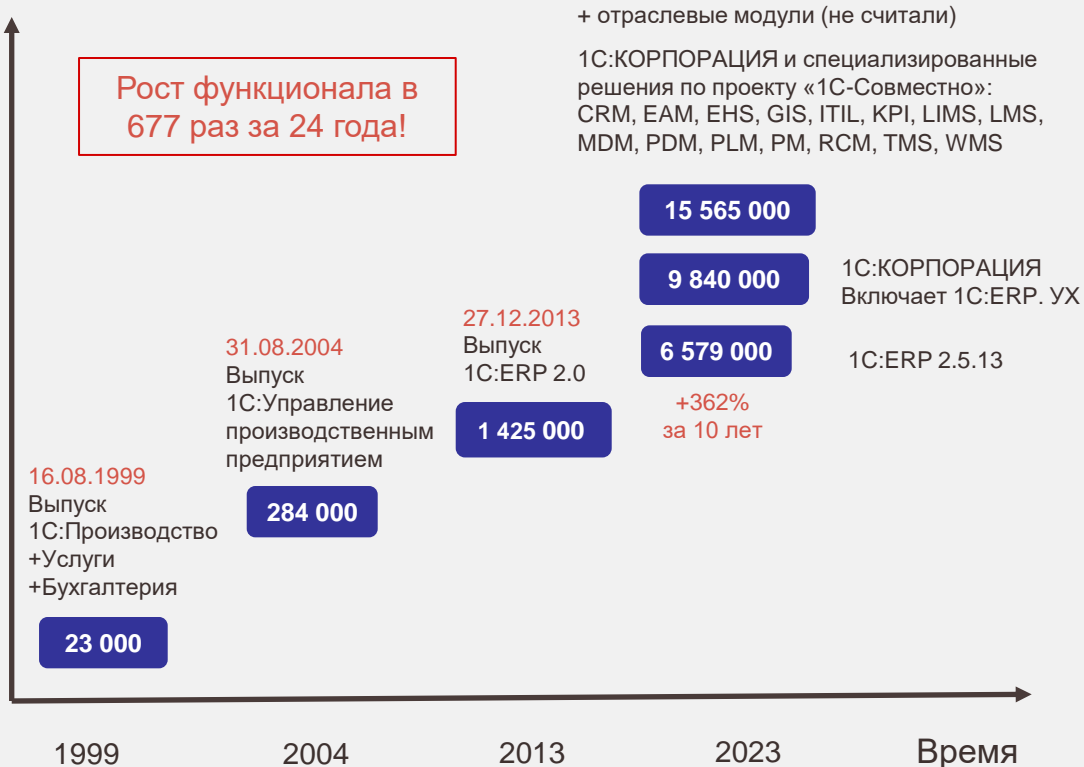 + отраслевые модули (не считали)
1С:КОРПОРАЦИЯ и специализированные
решения по проекту «1С-Совместно»:
CRM, EAM, EHS, GIS, ITIL, KPI, LIMS, LMS,
MDM, PDM, PLM, PM, RCM, TMS, WMS
Рост функционала в
677 раз за 24 года!
15 565 000
9 840 000
1С:КОРПОРАЦИЯ
Включает 1С:ERP. УХ
6 579 000
1С:ERP 2.5.13
+362%
за 10 лет
27.12.2013
Выпуск
1С:ERP 2.0
1 425 000
31.08.2004
Выпуск
1С:Управление
производственным
предприятием
284 000
16.08.1999
Выпуск
1С:Производство
+Услуги
+Бухгалтерия
23 000
1999
2004
2013
2023
Время